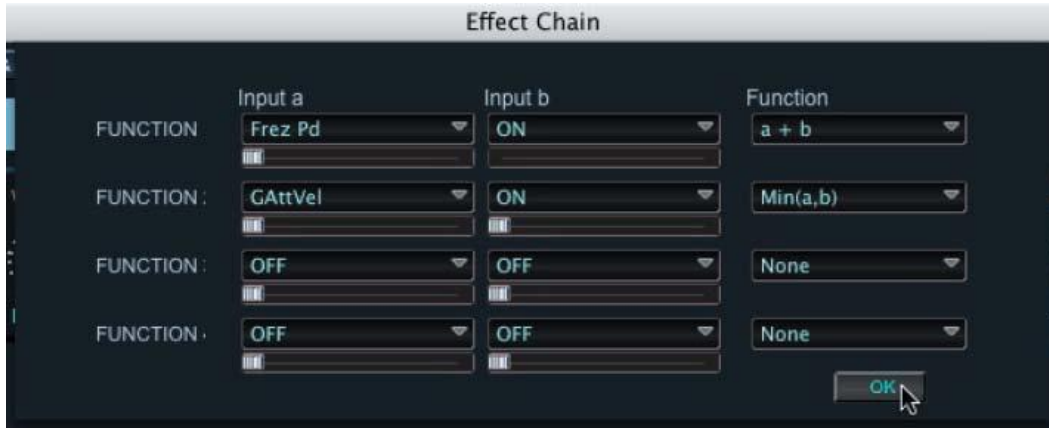 Effect Chain
Input a Input b Function
FUNCTION Frez Pd ON a + b
FUNCTION : GAttVel ON Min(a,b)
FUNCTION : OFF OFF None
FUNCTION OFF OFF None
OK